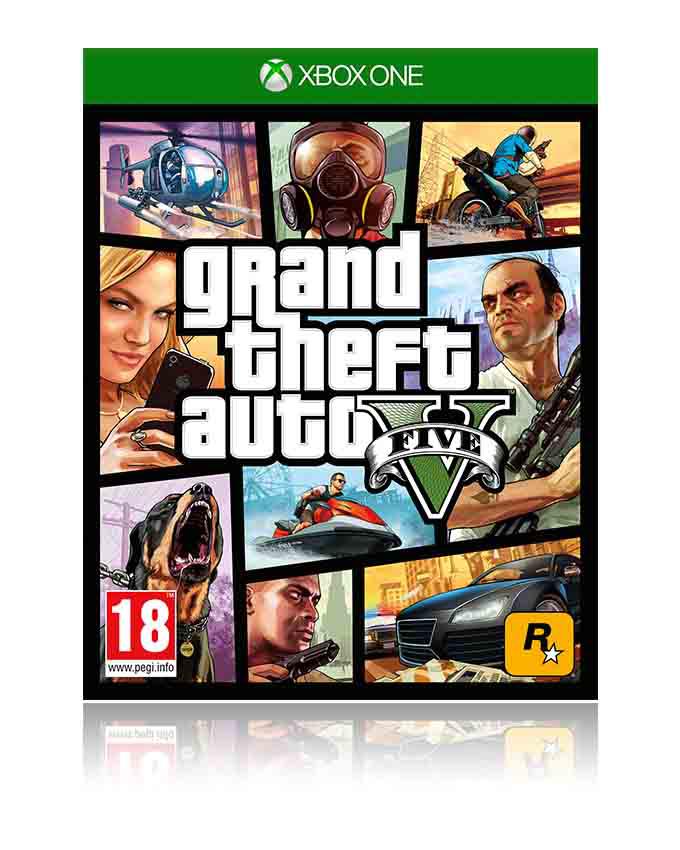 XBOX ONE
grand
theft
auto V
FIVE
18
www.pegi.info
R